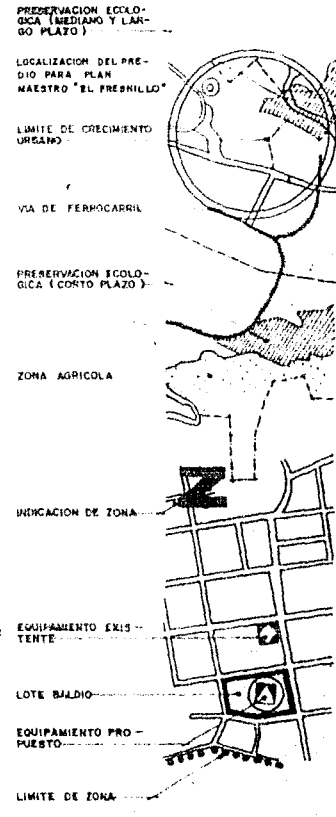 PRESERVACION ECOLO-
GICA (MEDIANO Y LAR-
GO PLAZO)
LOCALIZACION DEL PRE-
DIO PARA PLAN
MAESTRO "EL FRESNILLO"
LIMITE DE CRECIMIENTO
URBANO
VIA DE FERROCARRIL
PRESERVACION ECOLO-
GICA (CORTO PLAZO)
ZONA AGRICOLA
Z
INDICACION DE ZONA
EQUIPAMIENTO EXIS-
TENTE
LOTE BALDIO
EQUIPAMIENTO PRO-
PUESTO
LIMITE DE ZONA